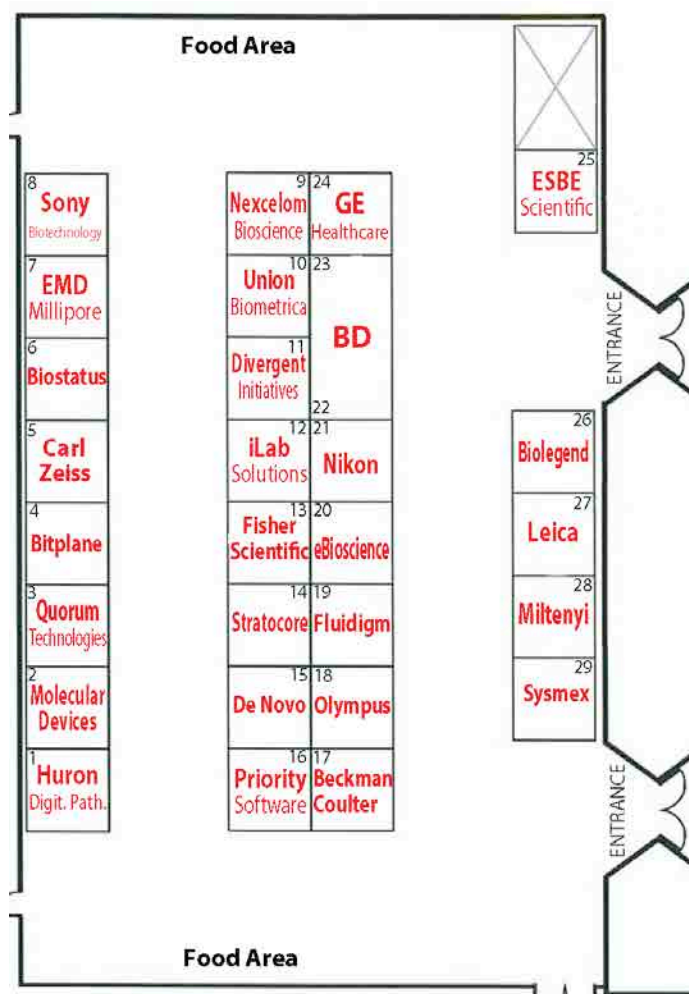 Food Area
25
ESBE
Scientific
8
Sony
Biotechnology
7
EMD
Millipore
6
Biostatus
5
Carl
Zeiss
4
Bitplane
3
Quorum
Technologies
2
Molecular
Devices
1
Huron
Digit. Path.
9
Nexcelom
Bioscience
10
Union
Biometrica
11
Divergent
Initiatives
12
iLab
Solutions
13
Fisher
Scientific
14
Stratocore
15
De Novo
16
Priority
Software
24
GE
Healthcare
23
BD
22
21
Nikon
20
eBioscience
19
Fluidigm
18
Olympus
17
Beckman
Coulter
ENTRANCE
26
Biolegend
27
Leica
28
Miltenyi
29
Sysmex
ENTRANCE
Food Area